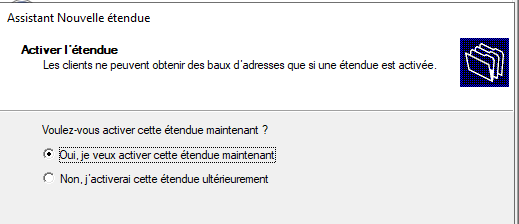 Assistant Nouvelle étendue
Activer l'étendue
Les clients ne peuvent obtenir des baux d'adresses que si une étendue est activée.
Voulez-vous activer cette étendue maintenant ?
Oui, je veux activer cette étendue maintenant
Non, j'activerai cette étendue ultérieurement